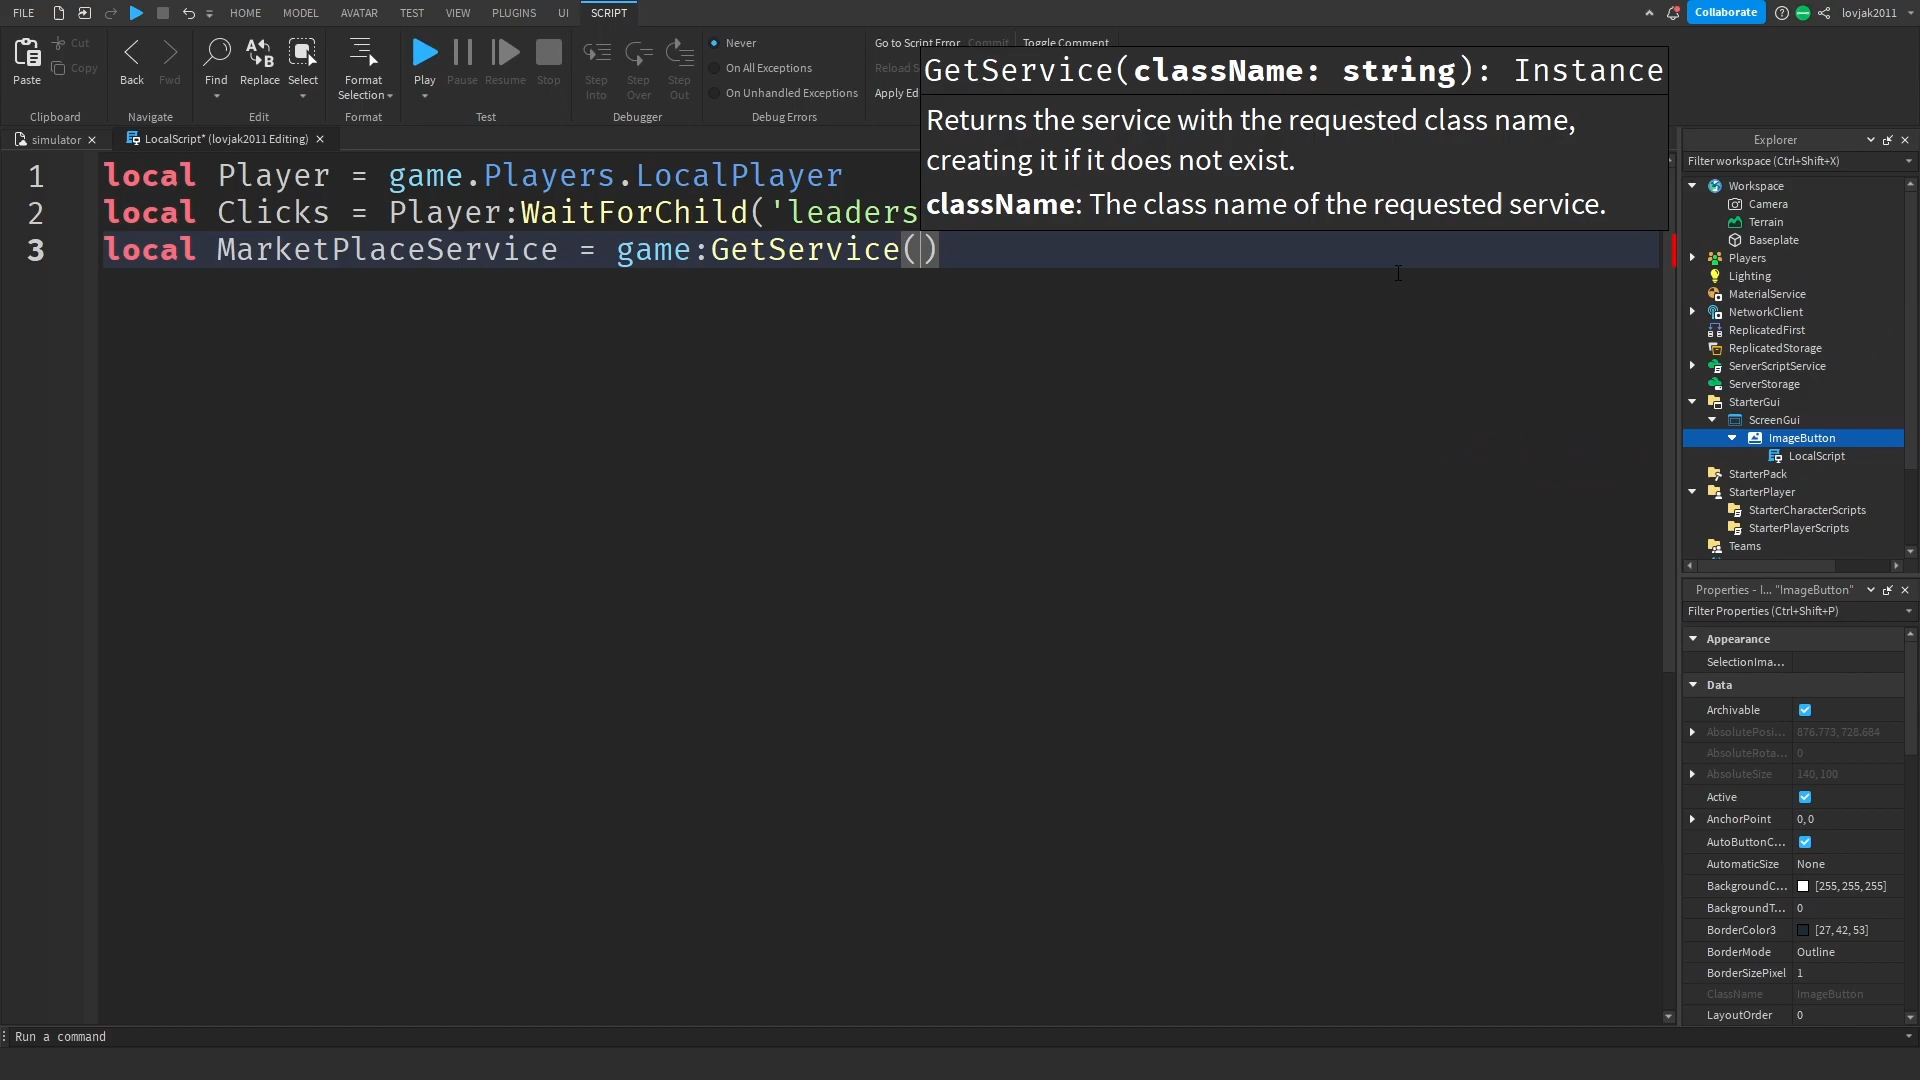 FILE HOME MODEL AVATAR TEST VIEW PLUGINS UI SCRIPT Collaborate lovjak2011
Paste Cut Copy Back Fwd Find Replace Select Format Selection Play Pause Resume Stop Step Into Step Over Step Out
Never
On All Exceptions
On Unhandled Exceptions
Go to Script Error Commit Toggle Comment
Reload S
Apply Ed
Clipboard Navigate Edit Format Test Debugger Debug Errors
simulator LocalScript* (lovjak2011 Editing)
GetService(className: string): Instance
Returns the service with the requested class name,
creating it if it does not exist.
className: The class name of the requested service.
1 local Player = game.Players.LocalPlayer
2 local Clicks = Player:WaitForChild('leaders
3 local MarketPlaceService = game:GetService()
Explorer
Filter workspace (Ctrl+Shift+X)
Workspace
Camera
Terrain
Baseplate
Players
Lighting
MaterialService
NetworkClient
ReplicatedFirst
ReplicatedStorage
ServerScriptService
ServerStorage
StarterGui
ScreenGui
ImageButton
LocalScript
StarterPack
StarterPlayer
StarterCharacterScripts
StarterPlayerScripts
Teams
Properties - I... "ImageButton"
Filter Properties (Ctrl+Shift+P)
Appearance
SelectionIma...
Data
Archivable
AbsolutePosi... 876.773, 728.684
AbsoluteRota... 0
AbsoluteSize 140, 100
Active
AnchorPoint 0, 0
AutoButtonC...
AutomaticSize None
BackgroundC... [255, 255, 255]
BackgroundT... 0
BorderColor3 [27, 42, 53]
BorderMode Outline
BorderSizePixel 1
ClassName ImageButton
LayoutOrder 0
Run a command